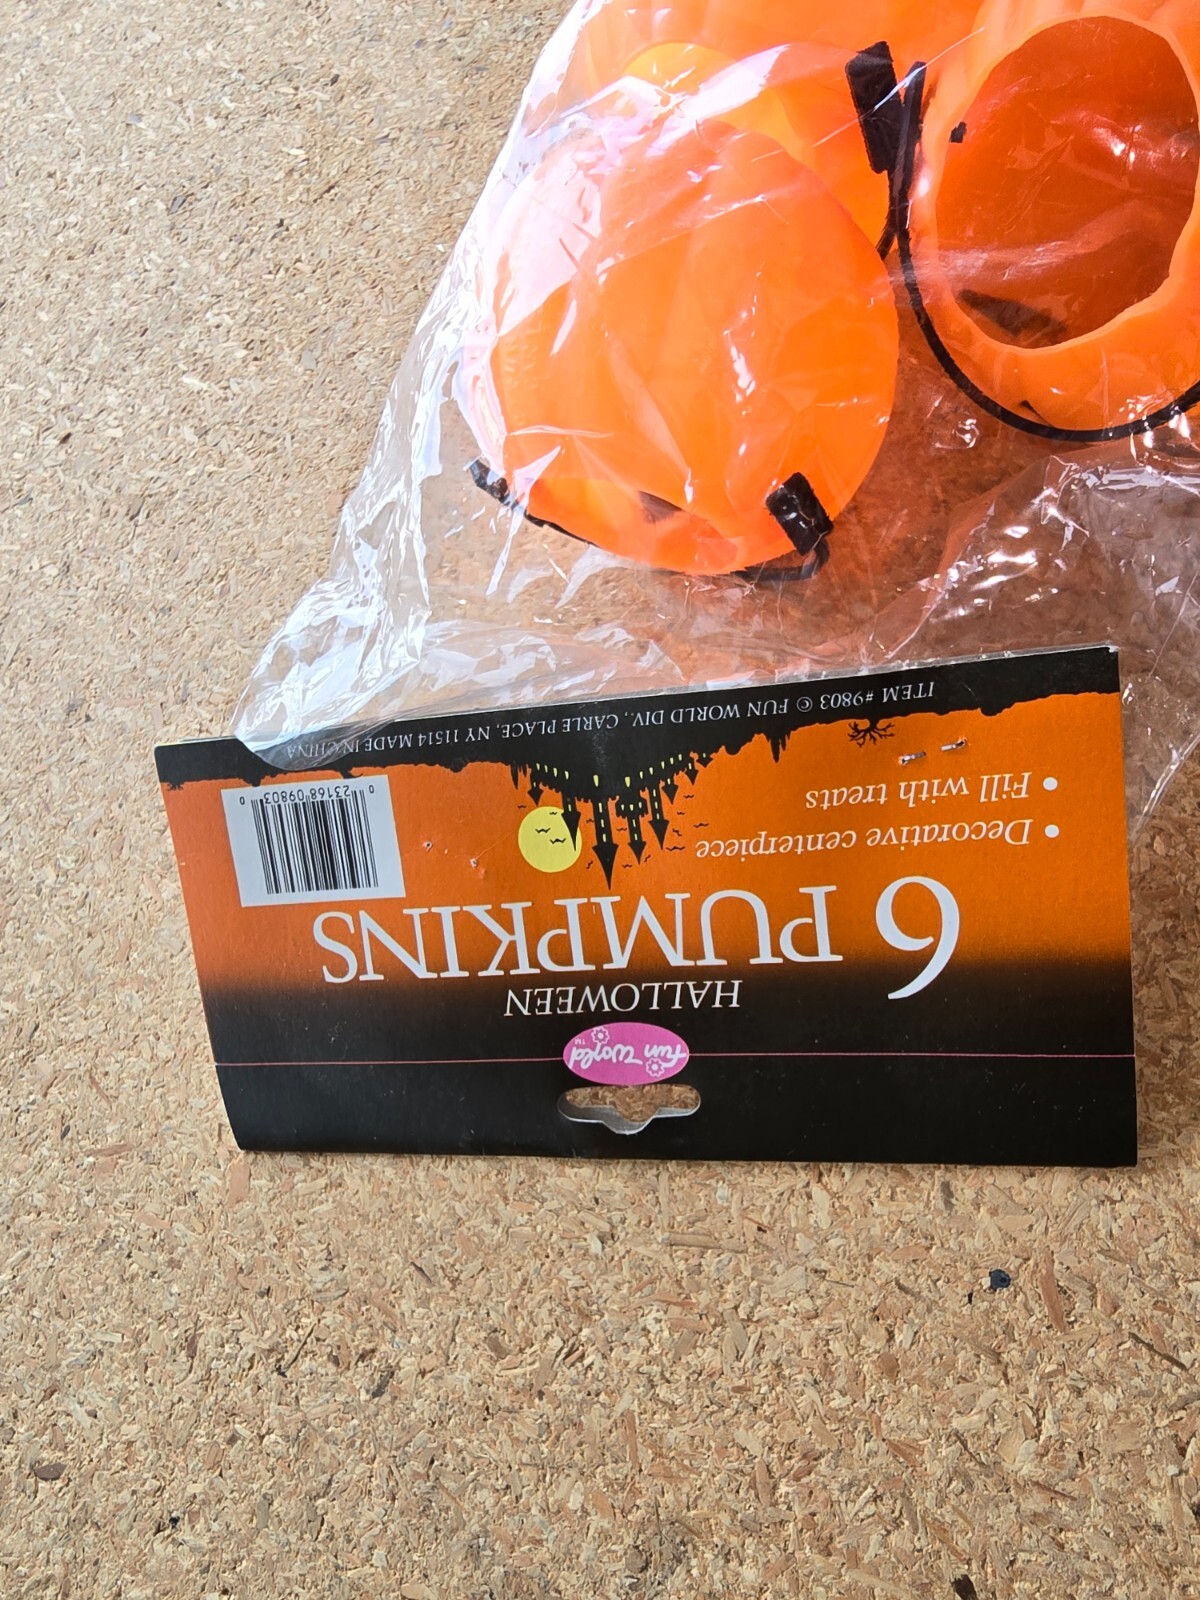 Fun World TM
HALLOWEEN
6 PUMPKINS
• Decorative centerpiece
• Fill with treats
0 23168 09803 0
ITEM # 9803 © FUN WORLD DIV., CARLE PLACE, NY 11514 MADE IN CHINA